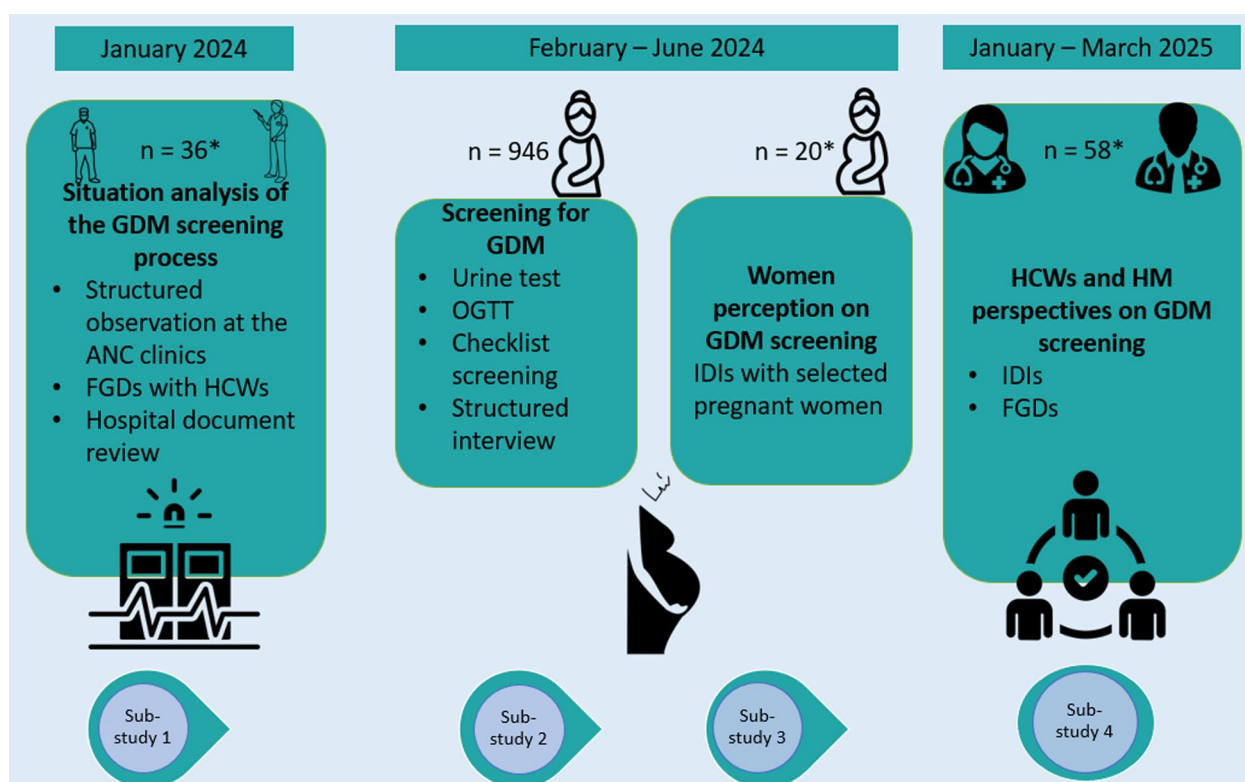 January 2024
February – June 2024
January – March 2025
n = 36*
Situation analysis of
the GDM screening
process
• Structured
observation at the
ANC clinics
• FGDs with HCWs
• Hospital document
review
n = 946
Screening for
GDM
• Urine test
• OGTT
• Checklist
screening
• Structured
interview
n = 20*
Women
perception on
GDM screening
IDIs with selected
pregnant women
n = 58*
HCWs and HM
perspectives on GDM
screening
• IDIs
• FGDs
Sub-
study 1
Sub-
study 2
Sub-
study 3
Sub-
study 4